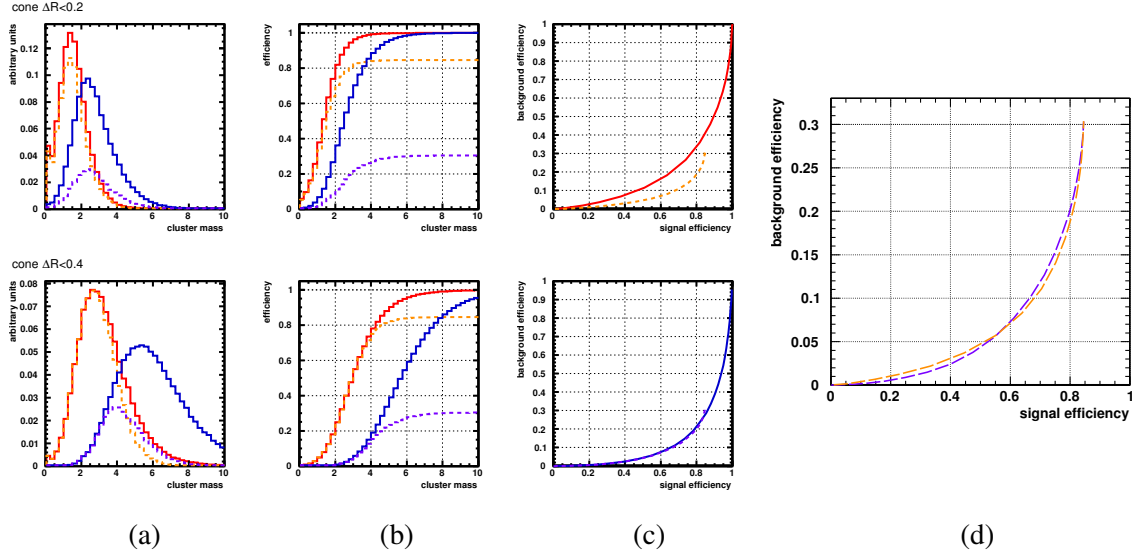 cone ΔR<0.2
arbitrary units
0.12
0.1
0.08
0.06
0.04
0.02
0
0 2 4 6 8 10
cluster mass
efficiency
1
0.8
0.6
0.4
0.2
0
0 2 4 6 8 10
cluster mass
background efficiency
1
0.9
0.8
0.7
0.6
0.5
0.4
0.3
0.2
0.1
0
0 0.2 0.4 0.6 0.8 1
signal efficiency
cone ΔR<0.4
arbitrary units
0.08
0.07
0.06
0.05
0.04
0.03
0.02
0.01
0
0 2 4 6 8 10
cluster mass
efficiency
1
0.8
0.6
0.4
0.2
0
0 2 4 6 8 10
cluster mass
background efficiency
1
0.9
0.8
0.7
0.6
0.5
0.4
0.3
0.2
0.1
0
0 0.2 0.4 0.6 0.8 1
signal efficiency
background efficiency
0.3
0.25
0.2
0.15
0.1
0.05
0
0 0.2 0.4 0.6 0.8 1
signal efficiency
(a) (b) (c) (d)